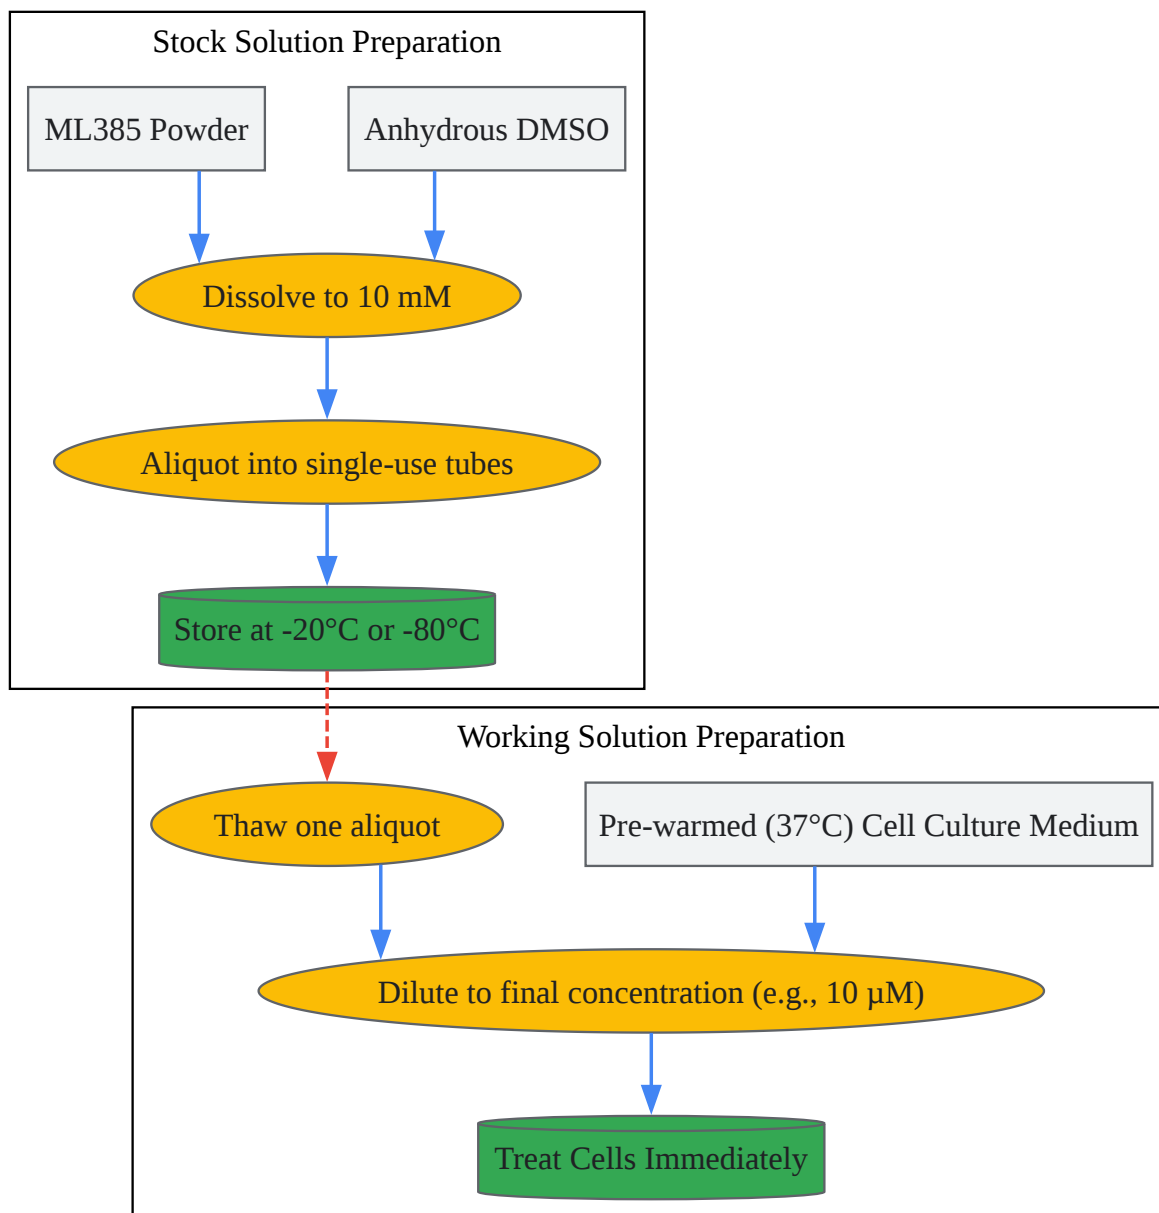 Stock Solution Preparation
ML385 Powder
Anhydrous DMSO
Dissolve to 10 mM
Aliquot into single-use tubes
Store at -20°C or -80°C
Working Solution Preparation
Thaw one aliquot
Pre-warmed (37°C) Cell Culture Medium
Dilute to final concentration (e.g., 10 µM)
Treat Cells Immediately